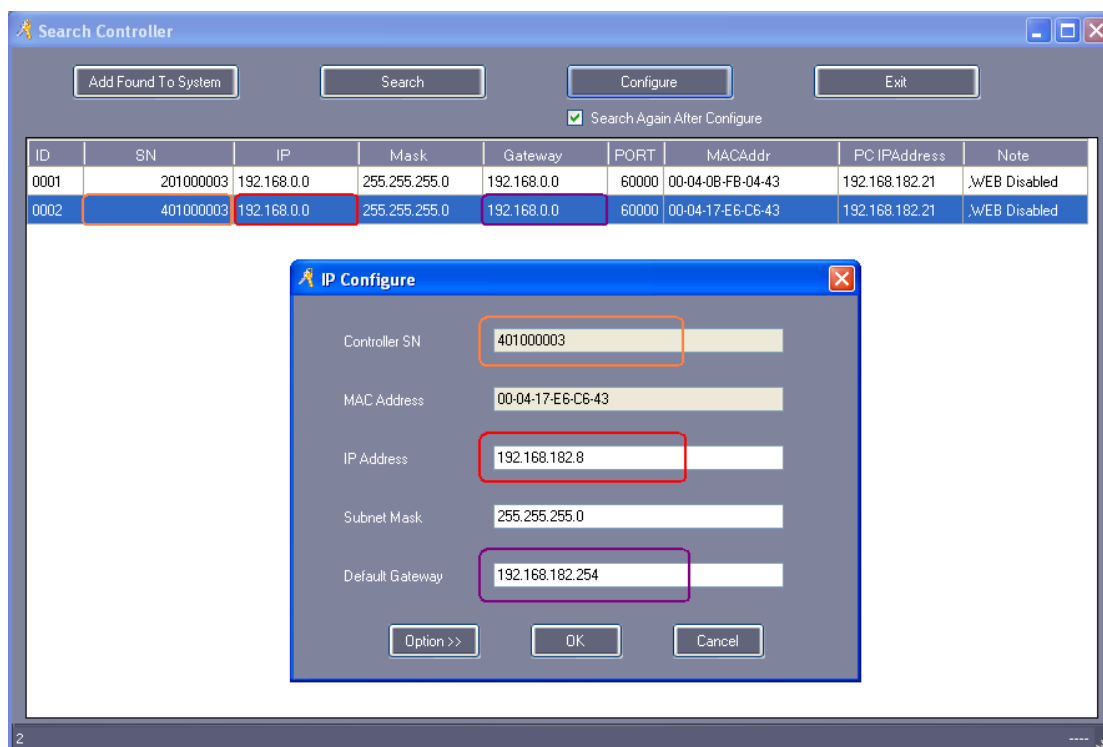 Search Controller
Add Found To System Search Configure Exit
Search Again After Configure
ID SN IP Mask Gateway PORT MACAddr PC IPAddress Note
0001 201000003 192.168.0.0 255.255.255.0 192.168.0.0 60000 00-04-0B-FB-04-43 192.168.182.21 ,WEB Disabled
0002 401000003 192.168.0.0 255.255.255.0 192.168.0.0 60000 00-04-17-E6-C6-43 192.168.182.21 ,WEB Disabled
IP Configure
Controller SN 401000003
MAC Address 00-04-17-E6-C6-43
IP Address 192.168.182.8
Subnet Mask 255.255.255.0
Default Gateway 192.168.182.254
Option >> OK Cancel
2 ----